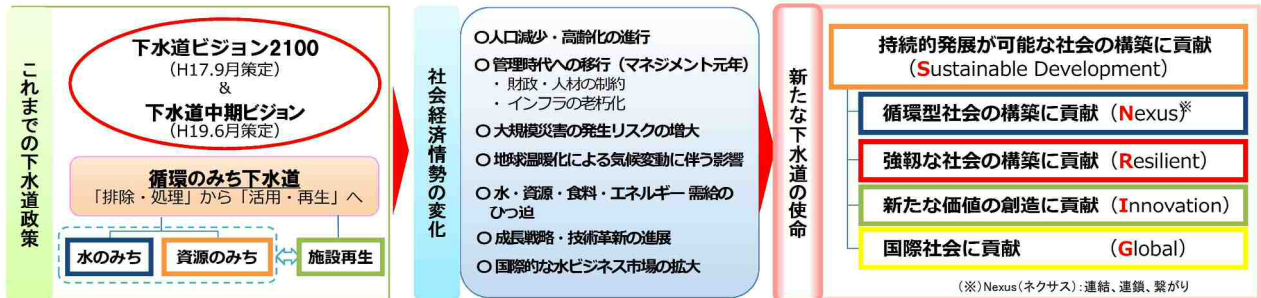 これまでの下水道政策
下水道ビジョン2100
(H17.9月策定)
&
下水道中期ビジョン
(H19.6月策定)
循環のみち下水道
「排除・処理」から「活用・再生」へ
水のみち
資源のみち
施設再生
社会経済情勢の変化
○人口減少・高齢化の進行
○管理時代への移行（マネジメント元年）
・ 財政・人材の制約
・ インフラの老朽化
○大規模災害の発生リスクの増大
○地球温暖化による気候変動に伴う影響
○ 水・資源・食料・エネルギー 需給の
ひっ迫
○ 成長戦略・技術革新の進展
○ 国際的な水ビジネス市場の拡大
新たな下水道の使命
持続的発展が可能な社会の構築に貢献
（Sustainable Development）
循環型社会の構築に貢献（Nexus）※
強靱な社会の構築に貢献（Resilient）
新たな価値の創造に貢献（Innovation）
国際社会に貢献 （Global）
（※）Nexus（ネクサス）：連結、連鎖、繋がり